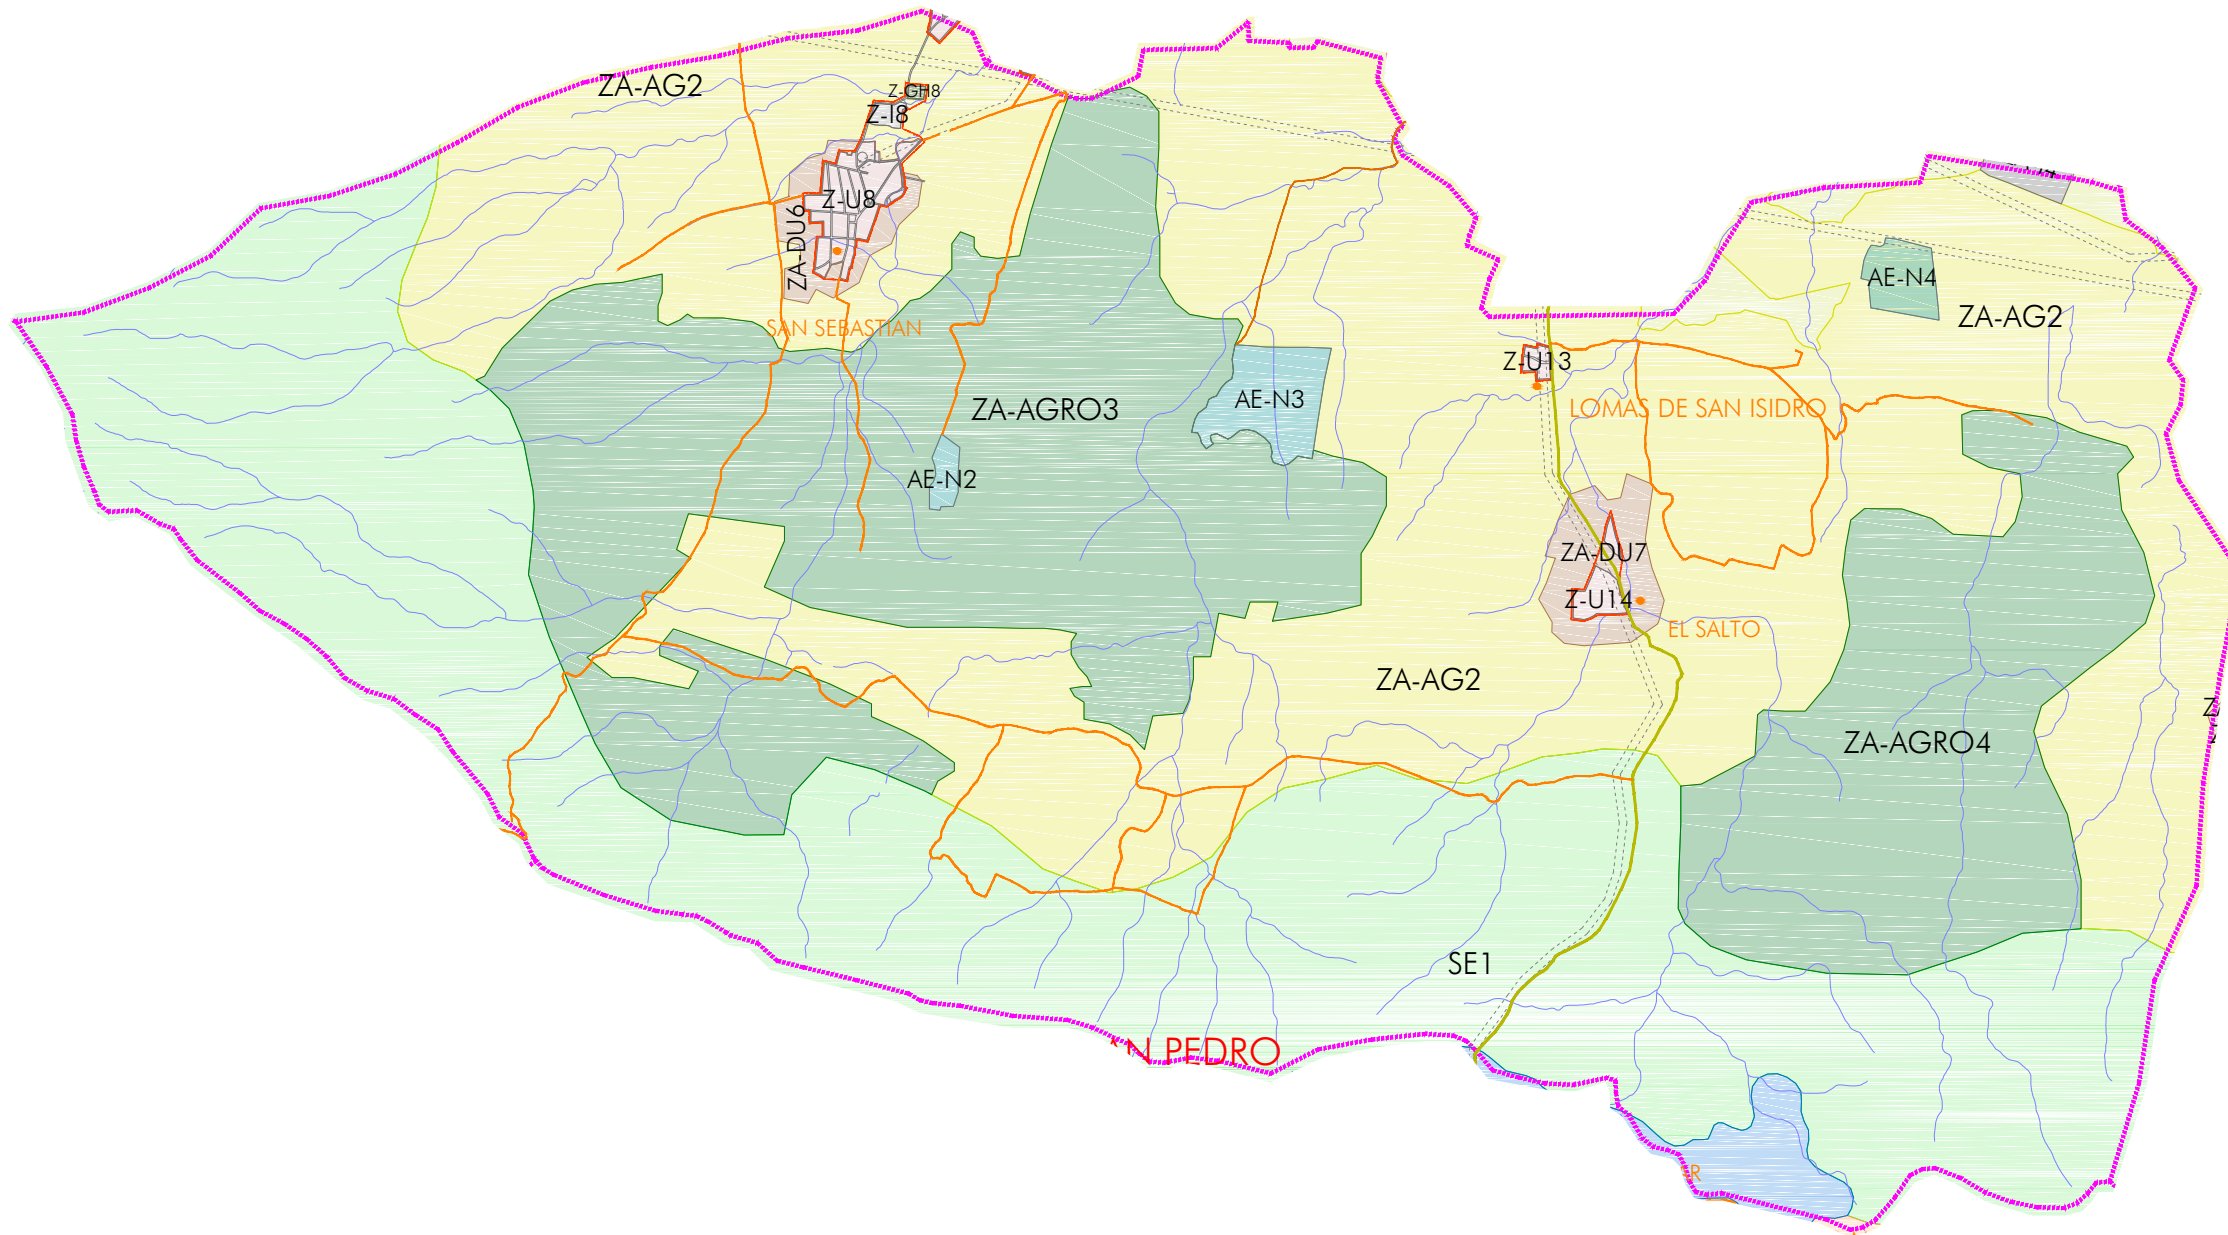 ZA-AG2
Z-GH8
Z-I8
Z-U8
ZA-DU6
SAN SEBASTIAN
AE-N4
ZA-AG2
Z-U13
LOMAS DE SAN ISIDRO
ZA-AGRO3
AE-N3
AE-N2
ZA-DU7
Z-U14
EL SALTO
ZA-AG2
ZA-AGRO4
SE1
PEDRO